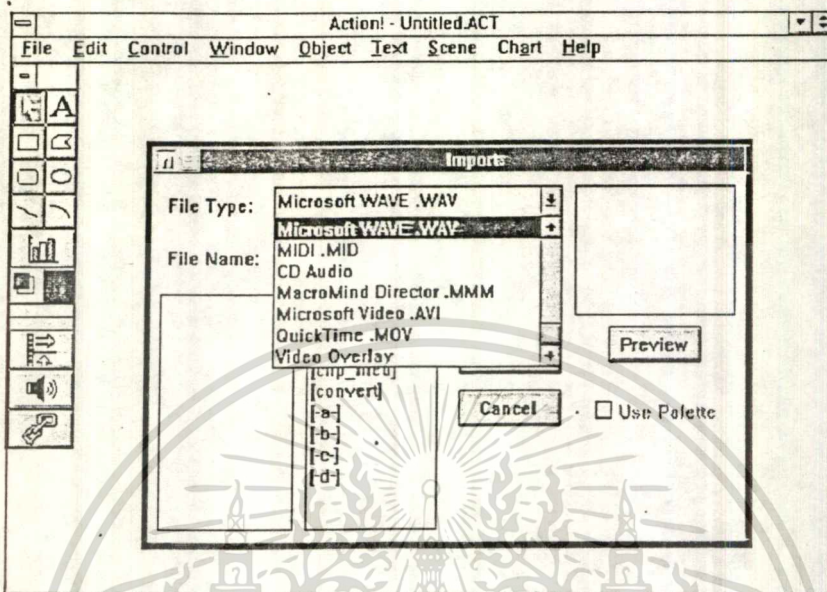 Action! - Untitled.ACT
File Edit Control Window Object Text Scene Chart Help
A
Imports
File Type: Microsoft WAVE .WAV
Microsoft WAVE .WAV
MIDI .MID
File Name:
CD Audio
MacroMind Director .MMM
Microsoft Video .AVI
QuickTime .MOV
Video Overlay
Preview
[convert]
Cancel
Use Palette
[-a-]
[-b-]
[-c-]
[-d-]